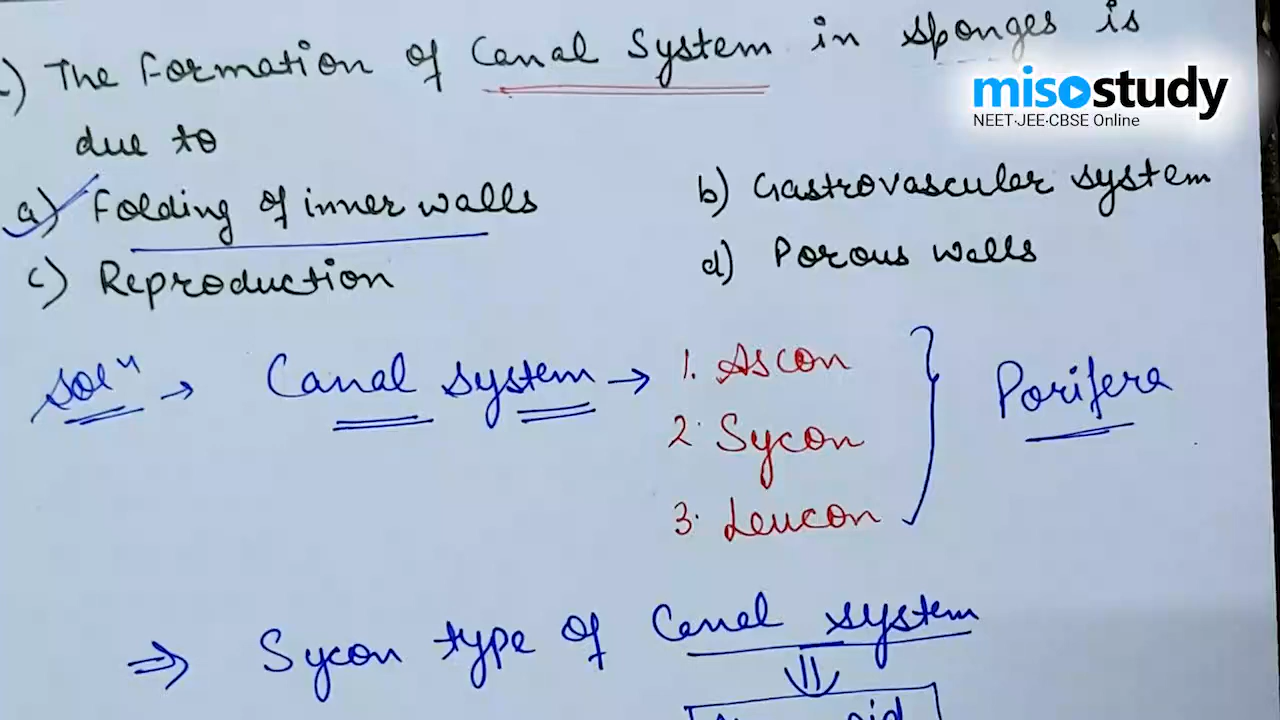 The Formation of Canal System in sponges is
misostudy
NEET·JEE·CBSE Online
due to
a) Folding of inner walls
b) Gastrovascular system
c) Reproduction
d) Porous walls
Solⁿ → Canal system →
1. Ascon
2. Sycon
3. Leucon
Porifera
⇒ Sycon type of Canal system